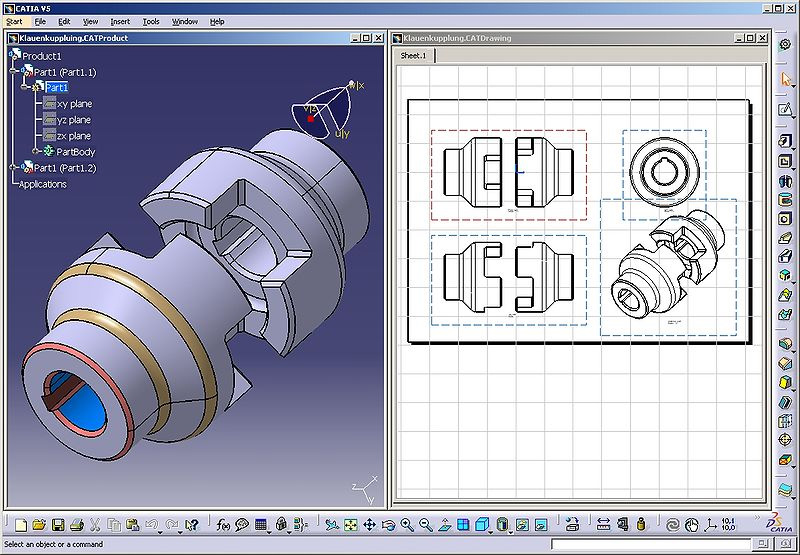 CATIA V5
Start File Edit View Insert Tools Window Help
Klauenkupplung.CATProduct
Product1
Part1 (Part1.1)
Part1
xy plane
yz plane
zx plane
PartBody
Part1 (Part1.2)
Applications
w|x
v|z
u|y
z x
y
Klauenkupplung.CATDrawing
Sheet.1
f(x)
10.1
10.0
CATIA
Select an object or a command